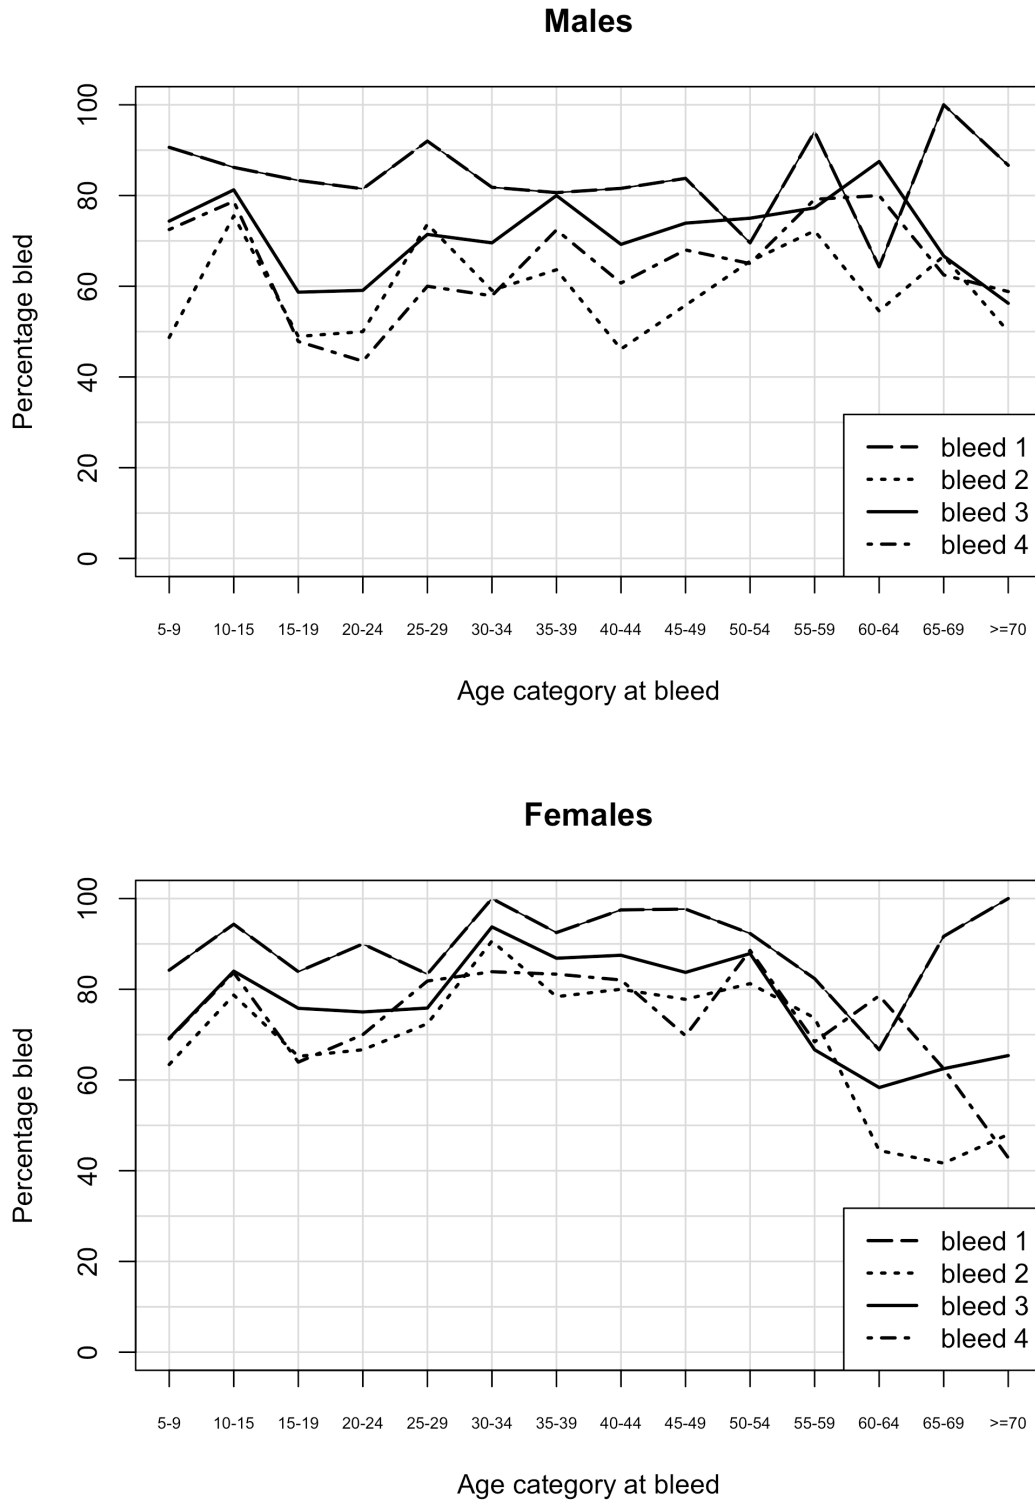 Males
Percentage bled
100
80
60
40
20
0
bleed 1
bleed 2
bleed 3
bleed 4
5-9 10-15 15-19 20-24 25-29 30-34 35-39 40-44 45-49 50-54 55-59 60-64 65-69 >=70
Age category at bleed
Females
Percentage bled
100
80
60
40
20
0
bleed 1
bleed 2
bleed 3
bleed 4
5-9 10-15 15-19 20-24 25-29 30-34 35-39 40-44 45-49 50-54 55-59 60-64 65-69 >=70
Age category at bleed